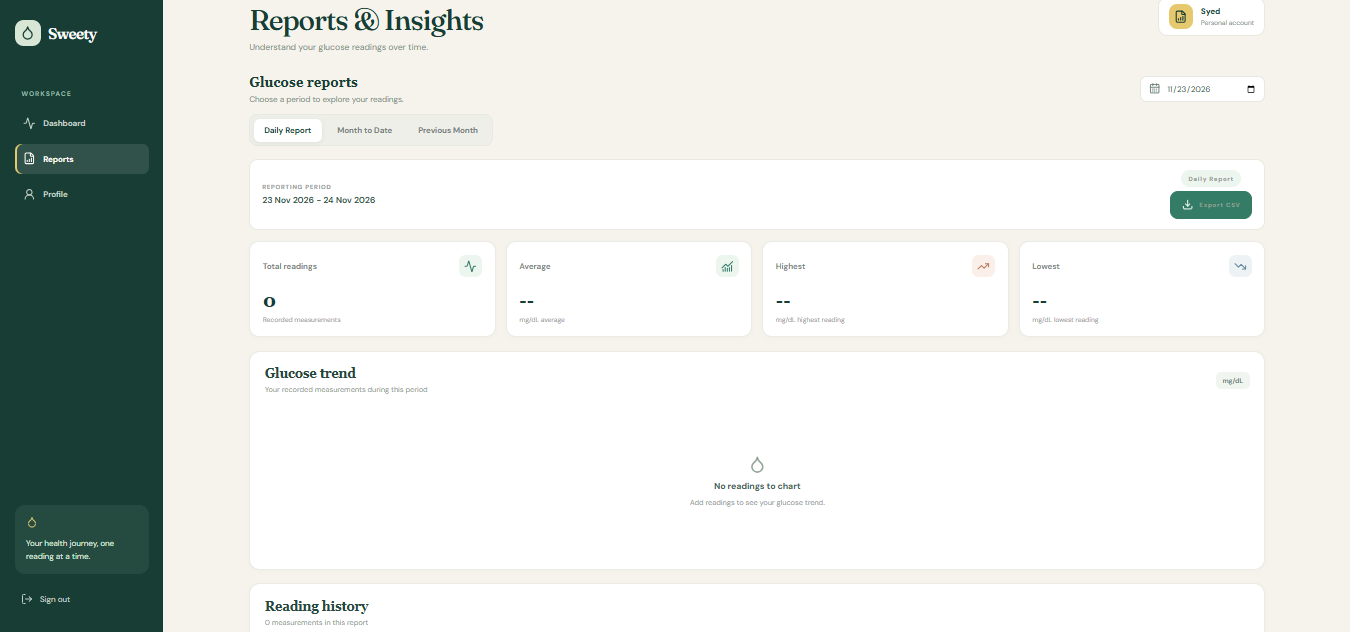 Sweety
WORKSPACE
Dashboard
Reports
Profile
Your health journey, one
reading at a time.
Sign out
Reports & Insights
Understand your glucose readings over time.
Syed
Personal account
Glucose reports
Choose a period to explore your readings.
11/23/2026
Daily Report
Month to Date
Previous Month
REPORTING PERIOD
23 Nov 2026 – 24 Nov 2026
Daily Report
Export CSV
Total readings
0
Recorded measurements
Average
--
mg/dL average
Highest
--
mg/dL highest reading
Lowest
--
mg/dL lowest reading
Glucose trend
Your recorded measurements during this period
mg/dL
No readings to chart
Add readings to see your glucose trend.
Reading history
0 measurements in this report